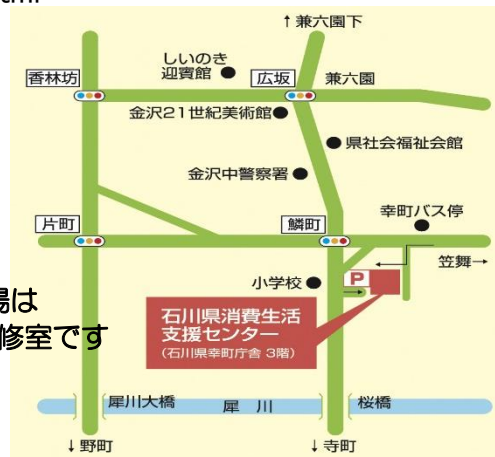 ↑兼六園下
しいのき
迎賓館
香林坊
広坂
兼六園
金沢21世紀美術館
県社会福祉会館
金沢中警察署
幸町バス停
片町
鱗町
笠舞→
小学校
P
場は
修室です
石川県消費生活
支援センター
(石川県幸町庁舎 3階)
犀川大橋
犀 川
桜橋
↓野町
↓寺町